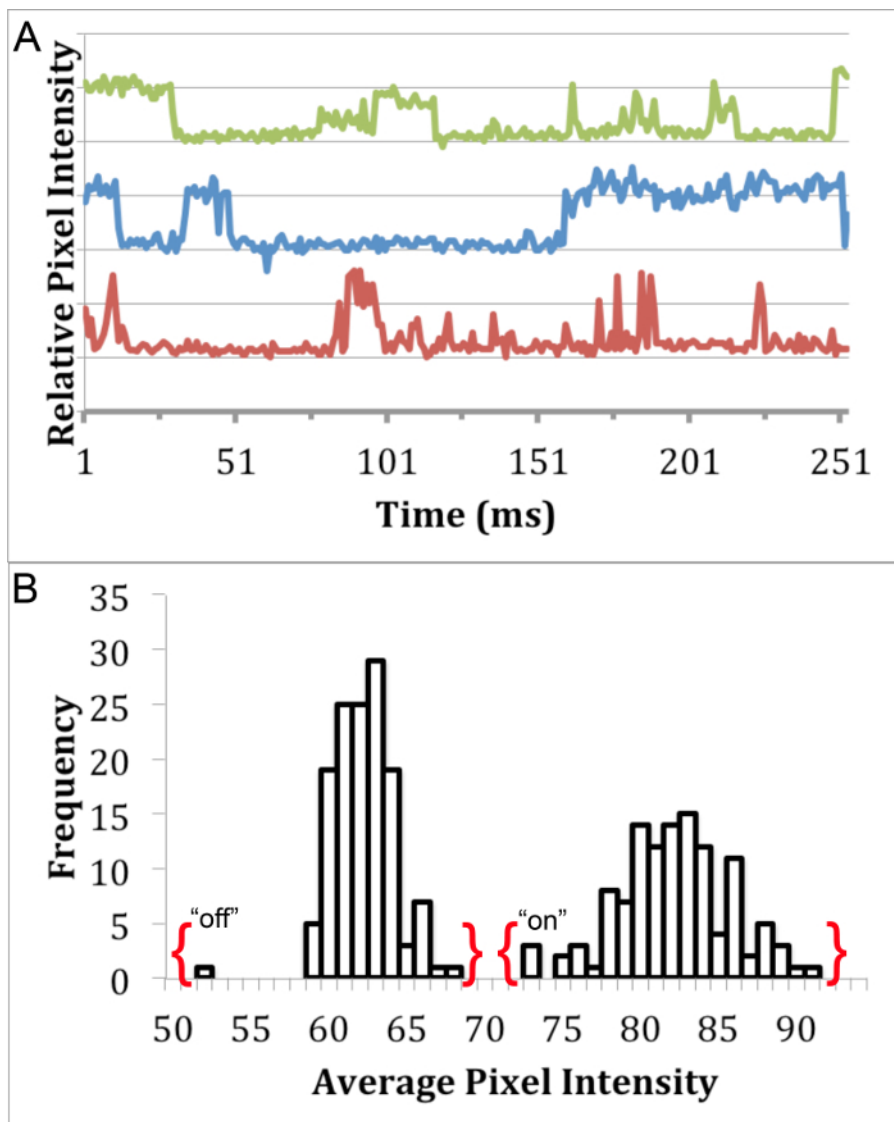 A
Relative Pixel Intensity
1 51 101 151 201 251
Time (ms)
B
Frequency
35
30
25
20
15
10
5
0
{ "off" } { "on" }
50 55 60 65 70 75 80 85 90
Average Pixel Intensity